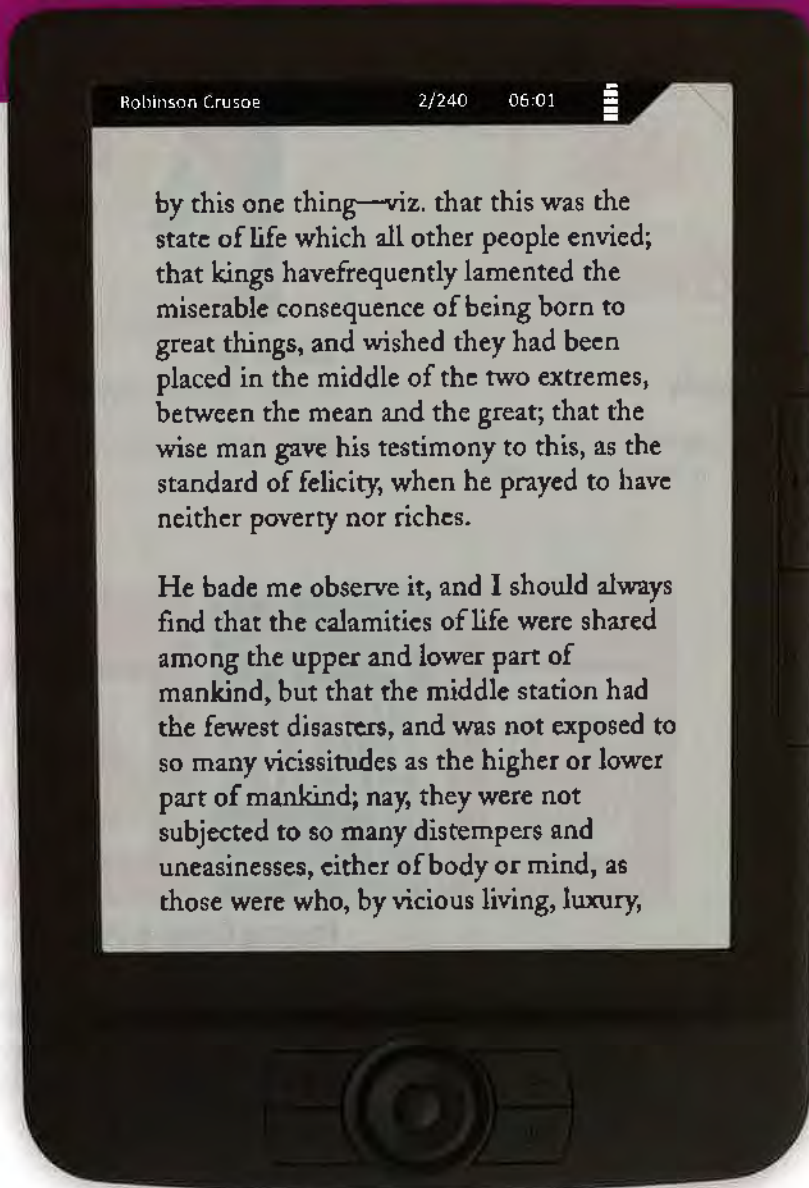 Robinson Crusoe 2/240 06:01
by this one thing—viz. that this was the
state of life which all other people envied;
that kings havefrequently lamented the
miserable consequence of being born to
great things, and wished they had been
placed in the middle of the two extremes,
between the mean and the great; that the
wise man gave his testimony to this, as the
standard of felicity, when he prayed to have
neither poverty nor riches.
He bade me observe it, and I should always
find that the calamities of life were shared
among the upper and lower part of
mankind, but that the middle station had
the fewest disasters, and was not exposed to
so many vicissitudes as the higher or lower
part of mankind; nay, they were not
subjected to so many distempers and
uneasinesses, either of body or mind, as
those were who, by vicious living, luxury,